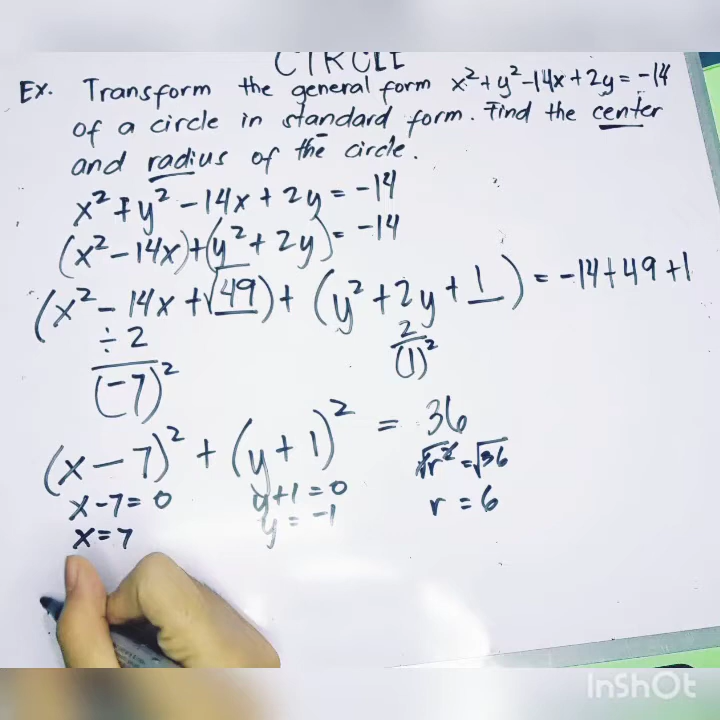 CIRCLE
Ex. Transform the general form x² + y² - 14x + 2y = -14
of a circle in standard form. Find the center
and radius of the circle.
x² + y² - 14x + 2y = -14
(x² - 14x) + (y² + 2y) = -14
(x² - 14x + √49) + (y² + 2y + 1) = -14 + 49 + 1
÷ 2 2
(-7)² (1)²
(x - 7)² + (y + 1)² = 36
√r² = √36
x - 7 = 0 y + 1 = 0 r = 6
x = 7 y = -1
InShOt